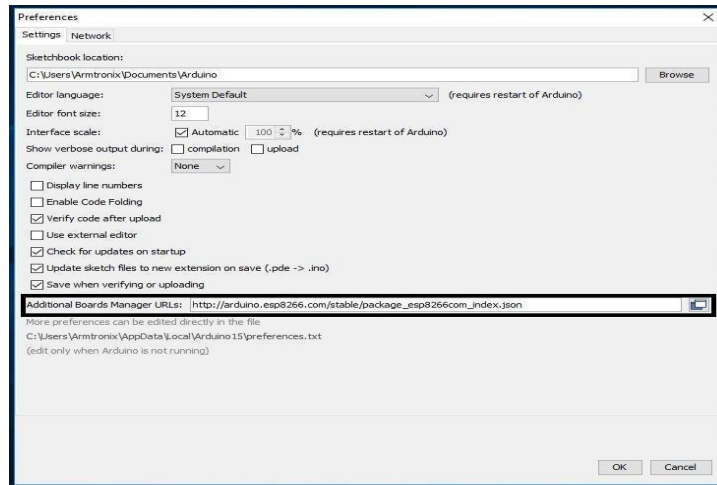 Preferences
Settings Network
Sketchbook location:
C:\Users\Armtronix\Documents\Arduino Browse
Editor language: System Default (requires restart of Arduino)
Editor font size: 12
Interface scale: Automatic 100 % (requires restart of Arduino)
Show verbose output during: compilation upload
Compiler warnings: None
Display line numbers
Enable Code Folding
Verify code after upload
Use external editor
Check for updates on startup
Update sketch files to new extension on save (.pde -> .ino)
Save when verifying or uploading
Additional Boards Manager URLs: http://arduino.esp8266.com/stable/package_esp8266com_index.json
More preferences can be edited directly in the file
C:\Users\Armtronix\AppData\Local\Arduino15\preferences.txt
(edit only when Arduino is not running)
OK Cancel